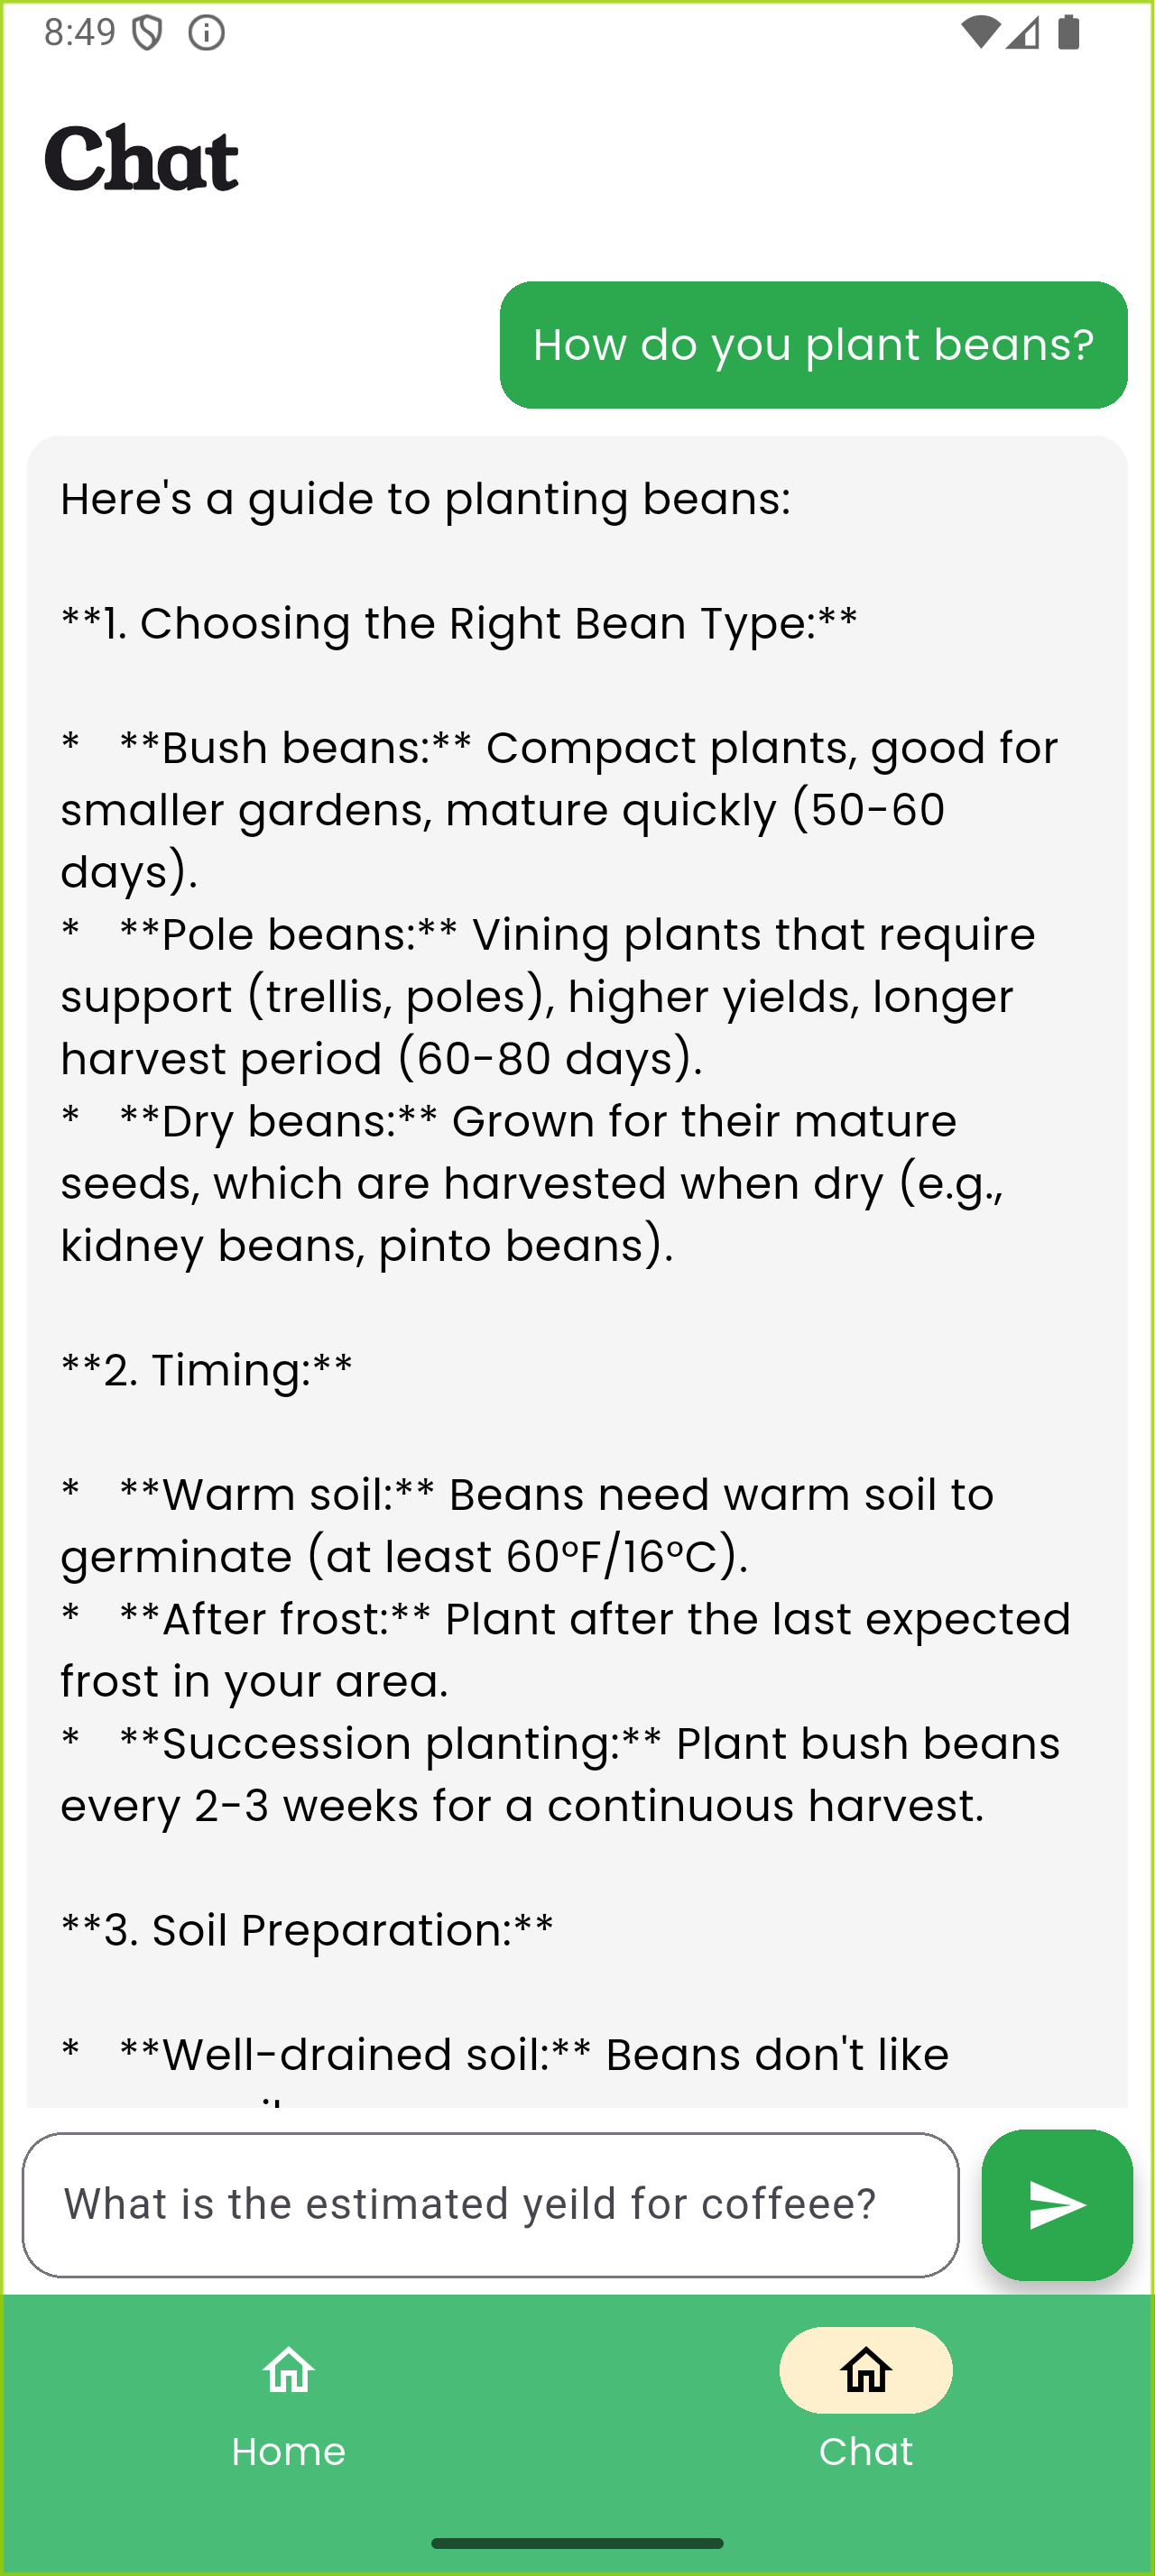 8:49
Chat
How do you plant beans?
Here's a guide to planting beans:
**1. Choosing the Right Bean Type:**
*   **Bush beans:** Compact plants, good for
smaller gardens, mature quickly (50-60
days).
*   **Pole beans:** Vining plants that require
support (trellis, poles), higher yields, longer
harvest period (60-80 days).
*   **Dry beans:** Grown for their mature
seeds, which are harvested when dry (e.g.,
kidney beans, pinto beans).
**2. Timing:**
*   **Warm soil:** Beans need warm soil to
germinate (at least 60°F/16°C).
*   **After frost:** Plant after the last expected
frost in your area.
*   **Succession planting:** Plant bush beans
every 2-3 weeks for a continuous harvest.
**3. Soil Preparation:**
*   **Well-drained soil:** Beans don't like
What is the estimated yeild for coffeee?
Home
Chat